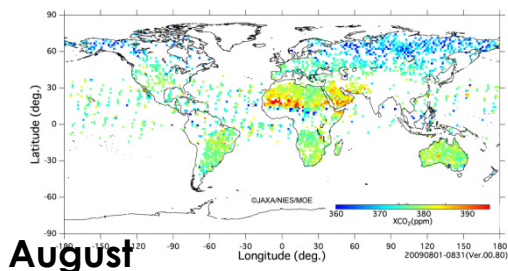 90
60
30
0
-30
-60
-90
Latitude (deg.)
©JAXA/NIES/MOE
360 370 380 390
XCO2(ppm)
-180 -150 -120 -90 -60 -30 0 30 60 90 120 150 180
Longitude (deg.)
20090801-0831(Ver.00.80)
August